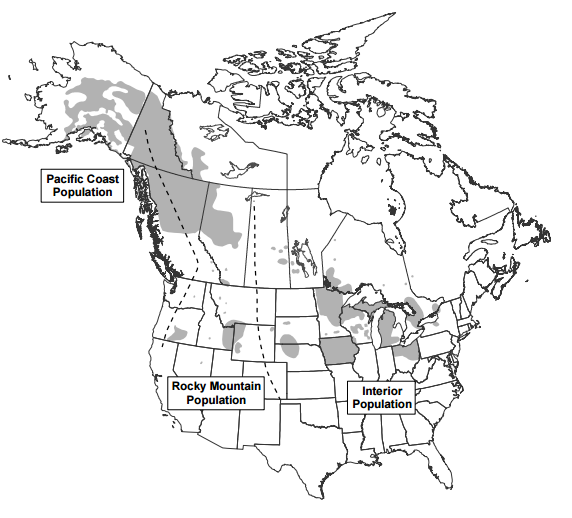 Pacific Coast
Population
Rocky Mountain
Population
Interior
Population